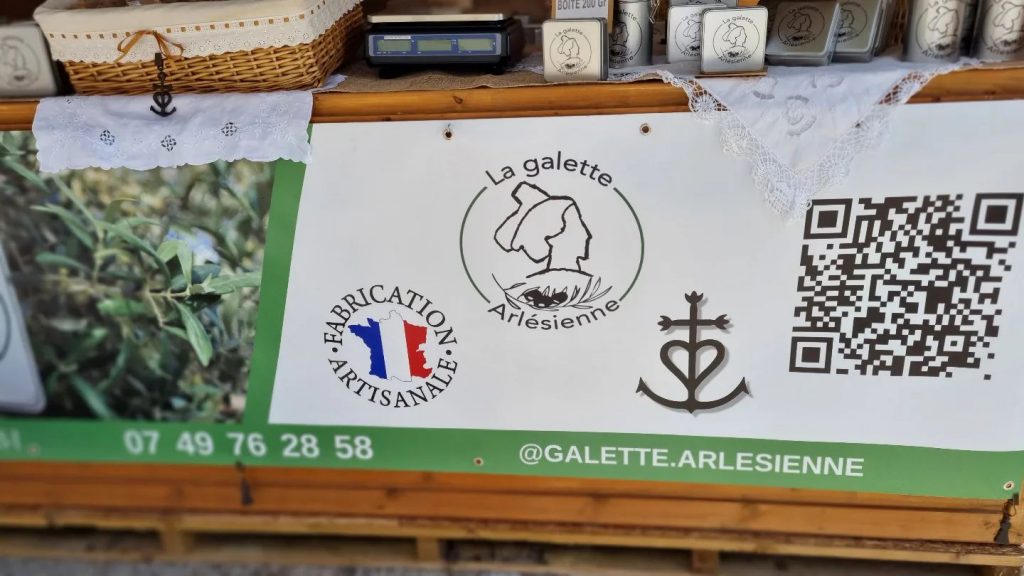 BOITE 200 Gr
La galette
Arlésienne
• FABRICATION •
ARTISANALE
07 49 76 28 58
@GALETTE.ARLESIENNE